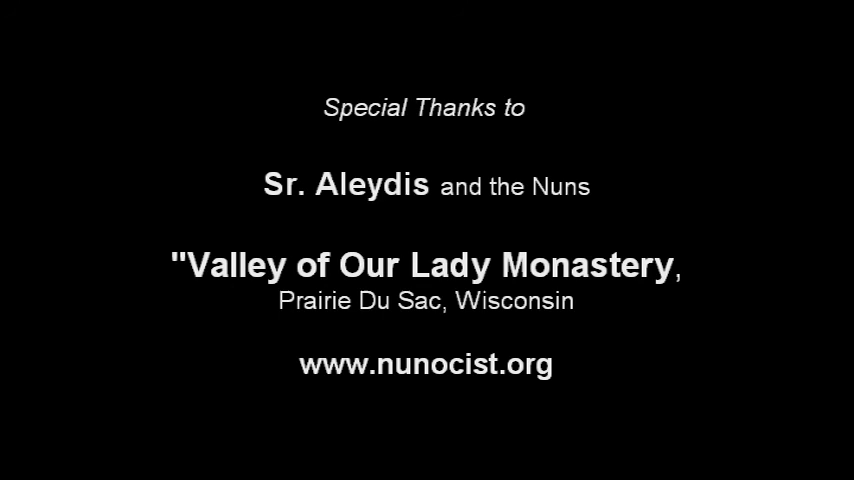 Special Thanks to
Sr. Aleydis and the Nuns
"Valley of Our Lady Monastery,
Prairie Du Sac, Wisconsin
www.nunocist.org